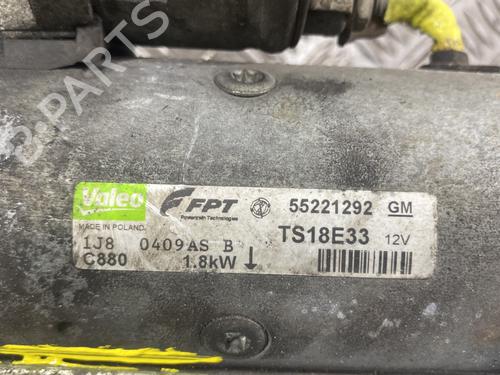 B-PARTS
Valeo FPT 55221292 GM
Powertrain Technologies
MADE IN POLAND TS18E33 12V
1J8 0409AS B
C880 1.8kW